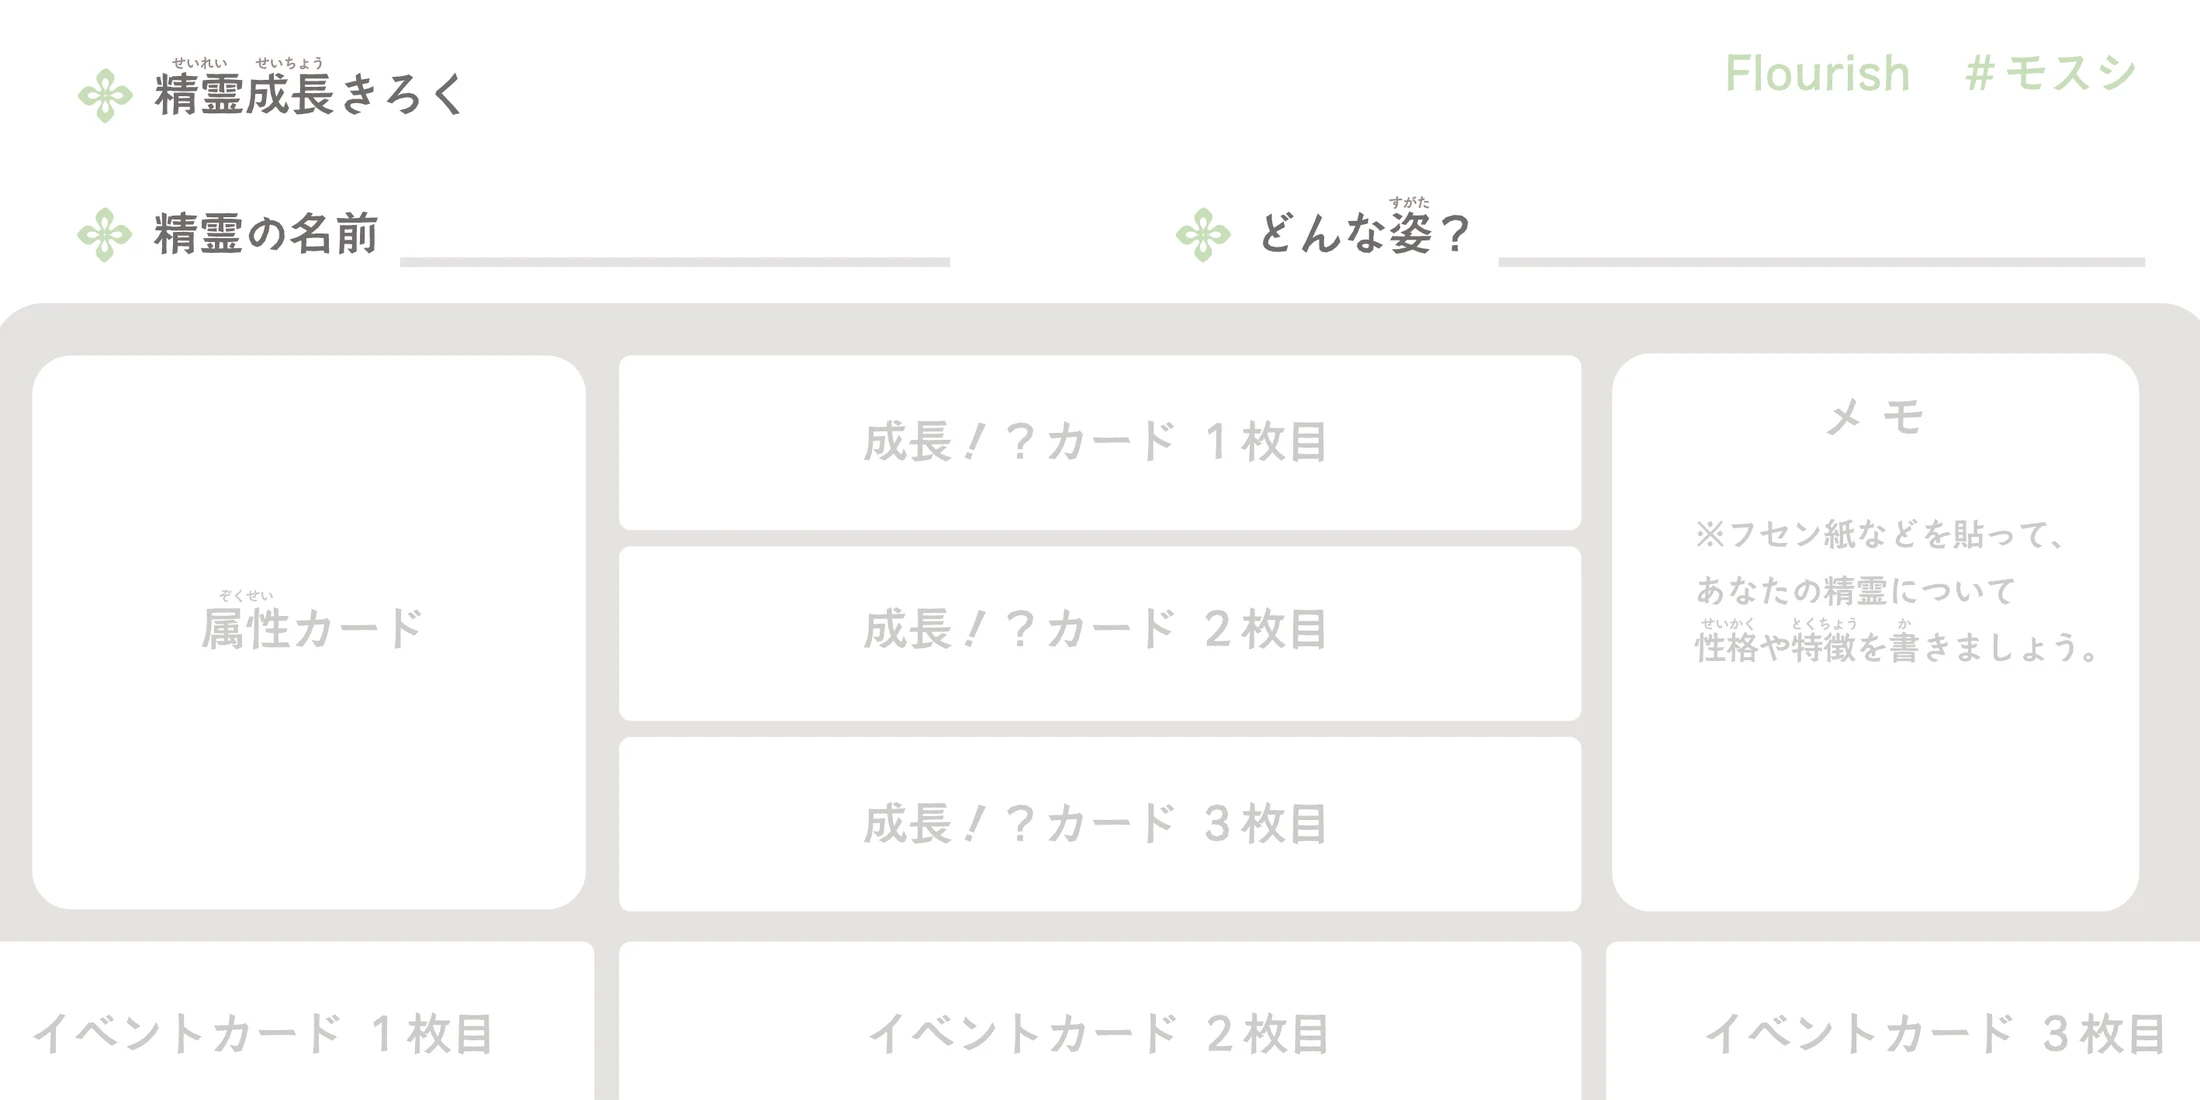 せいれい せいちょう
精霊成長きろく
Flourish #モスシ
精霊の名前
すがた
どんな姿？
ぞくせい
属性カード
成長！？カード 1枚目
成長！？カード 2枚目
成長！？カード 3枚目
メモ
※フセン紙などを貼って、
あなたの精霊について
せいかく とくちょう か
性格や特徴を書きましょう。
イベントカード 1枚目
イベントカード 2枚目
イベントカード 3枚目